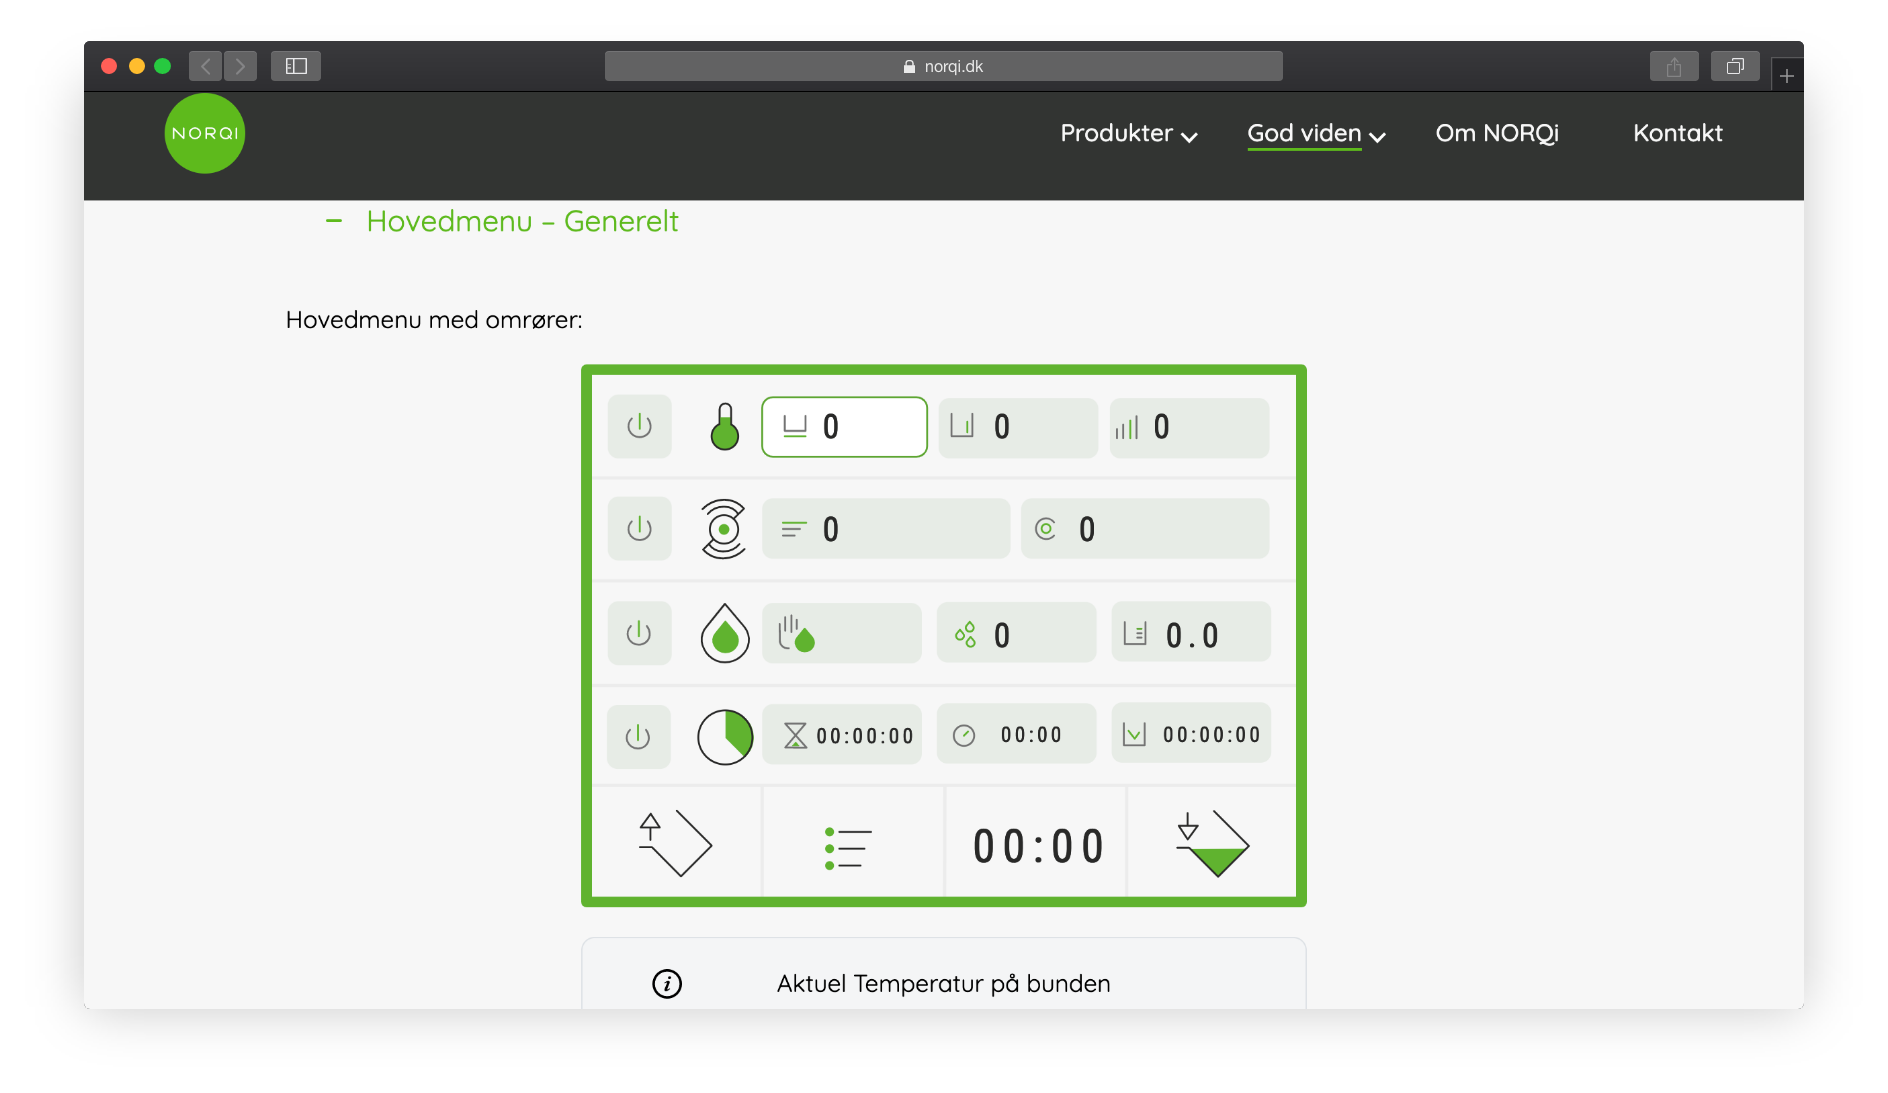 norqi.dk
NORQI
Produkter God viden Om NORQi Kontakt
– Hovedmenu – Generelt
Hovedmenu med omrører:
0 0 0
0 0
0 0.0
00:00:00 00:00 00:00:00
00:00
Aktuel Temperatur på bunden